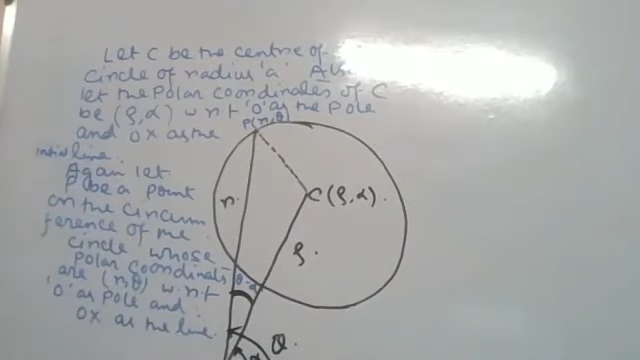 Let C be the centre of
Circle of radius 'a'
let the Polar coordinates of C
be (ρ,α) w.r.t 'O' as the Pole
and OX as the
initial line.
Again let
P be a point
on the circum
ference of the
circle whose
polar coordinates
are (r,θ) w.r.t
'O' as pole and
OX as the line.
P(r,θ)
r
C(ρ,α).
ρ.
θ-α
θ.
α